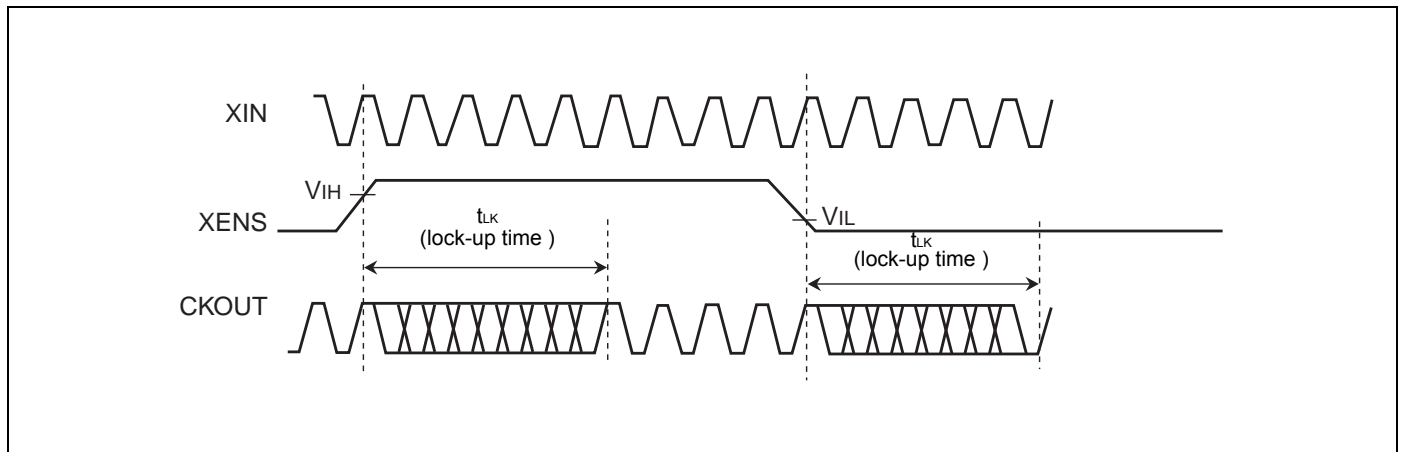 XIN
VIH
XENS
tLK
(lock-up time )
VIL
tLK
(lock-up time )
CKOUT